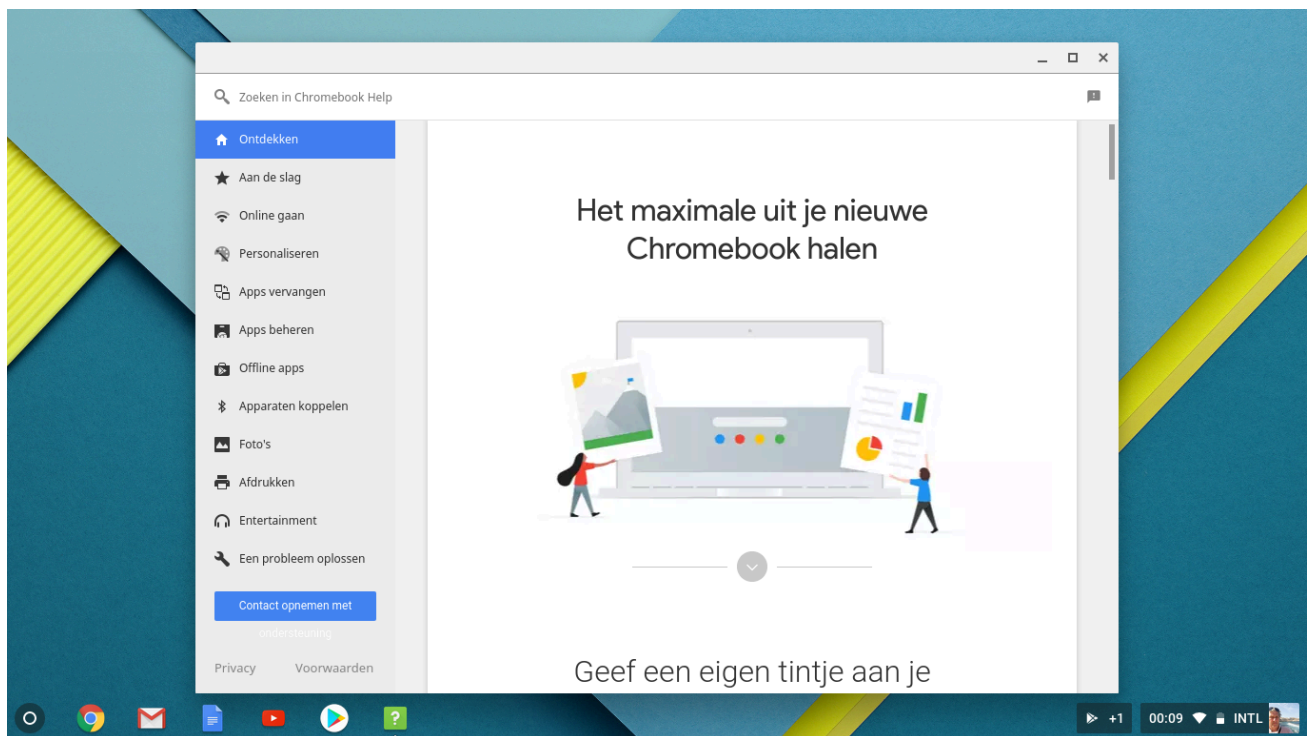 Zoeken in Chromebook Help
Ontdekken
Aan de slag
Online gaan
Personaliseren
Apps vervangen
Apps beheren
Offline apps
Apparaten koppelen
Foto's
Afdrukken
Entertainment
Een probleem oplossen
Contact opnemen met
ondersteuning
Privacy Voorwaarden
Het maximale uit je nieuwe
Chromebook halen
Geef een eigen tintje aan je
+1 00:09 INTL